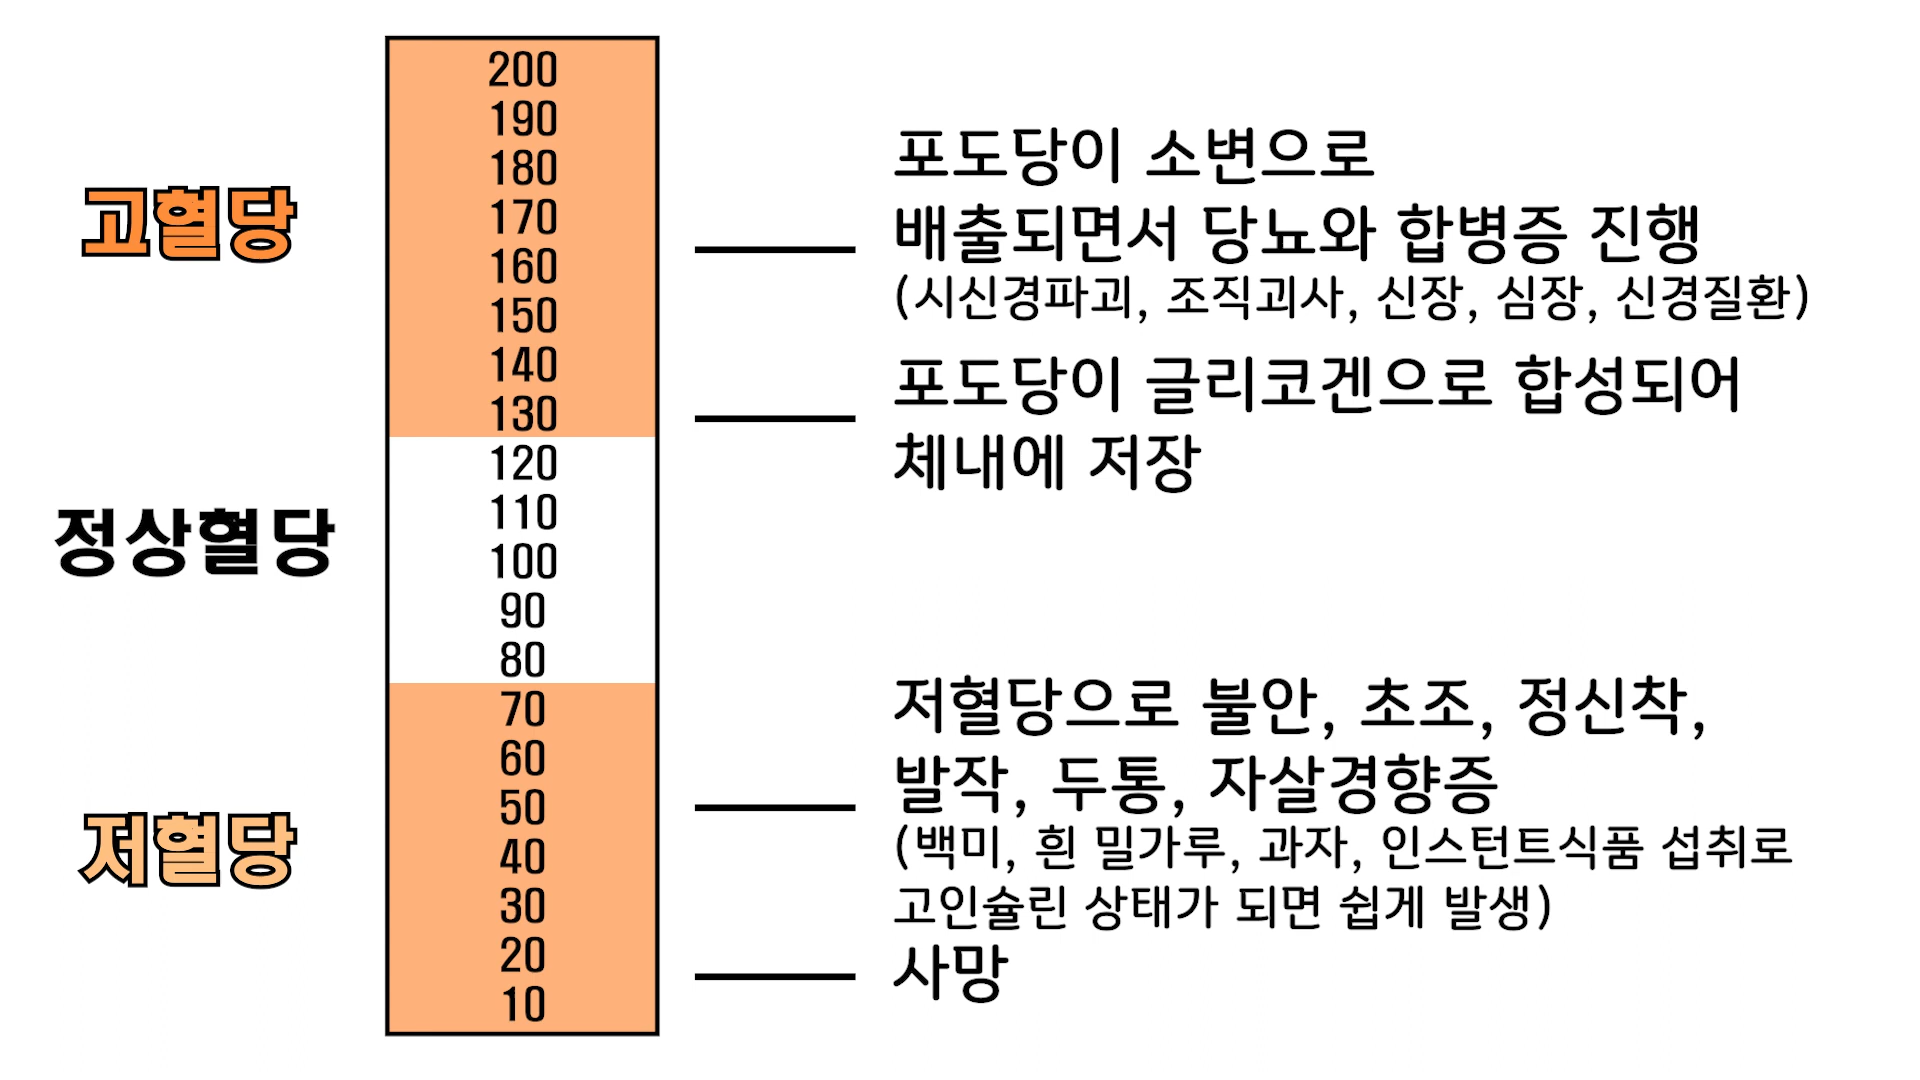 고혈당
정상혈당
저혈당
200
190
180
170
160
150
140
130
120
110
100
90
80
70
60
50
40
30
20
10
포도당이 소변으로
배출되면서 당뇨와 합병증 진행
(시신경파괴, 조직괴사, 신장, 심장, 신경질환)
포도당이 글리코겐으로 합성되어
체내에 저장
저혈당으로 불안, 초조, 정신착,
발작, 두통, 자살경향증
(백미, 흰 밀가루, 과자, 인스턴트식품 섭취로
고인슐린 상태가 되면 쉽게 발생)
사망